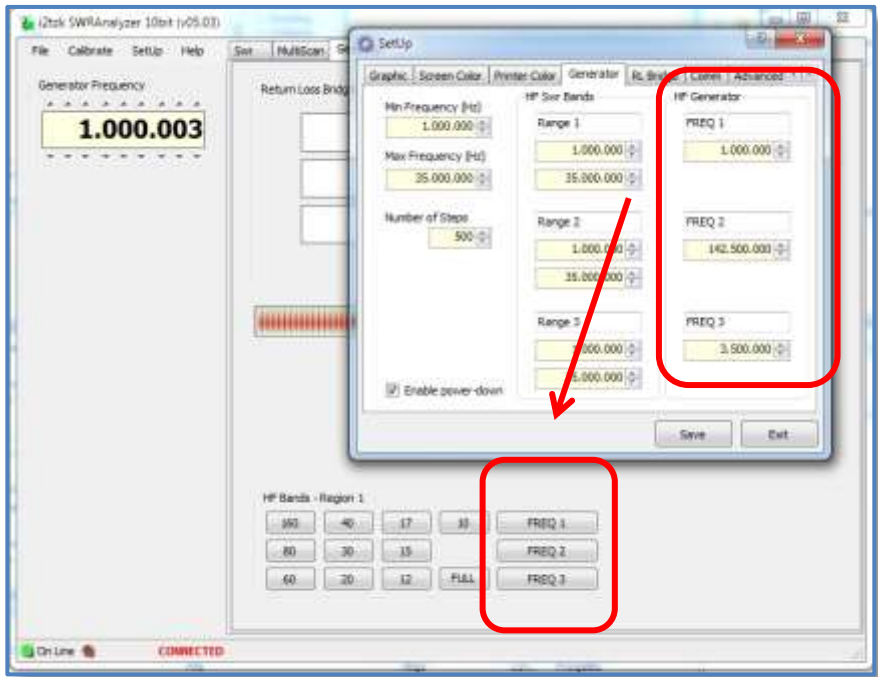 i2tok SWRAnalyzer 10bit (v05.03)
File Calibrate SetUp Help
Swr MultiScan
Generator Frequency
1.000.003
Return Loss Bridg
SetUp
Graphic Screen Color Printer Color Generator RL Bridge Comm Advanced
Min Frequency (Hz)
1.000.000
Max Frequency (Hz)
35.000.000
Number of Steps
500
Enable power-down
HF Swr Bands
Range 1
1.000.000
35.000.000
Range 2
1.000.000
35.000.000
Range 3
HF Generator
FREQ 1
1.000.000
FREQ 2
142.500.000
FREQ 3
3.500.000
Save Exit
HF Bands - Region 1
160 40 17 10 FREQ 1
80 30 15 FREQ 2
60 20 12 FULL FREQ 3
On Line CONNECTED